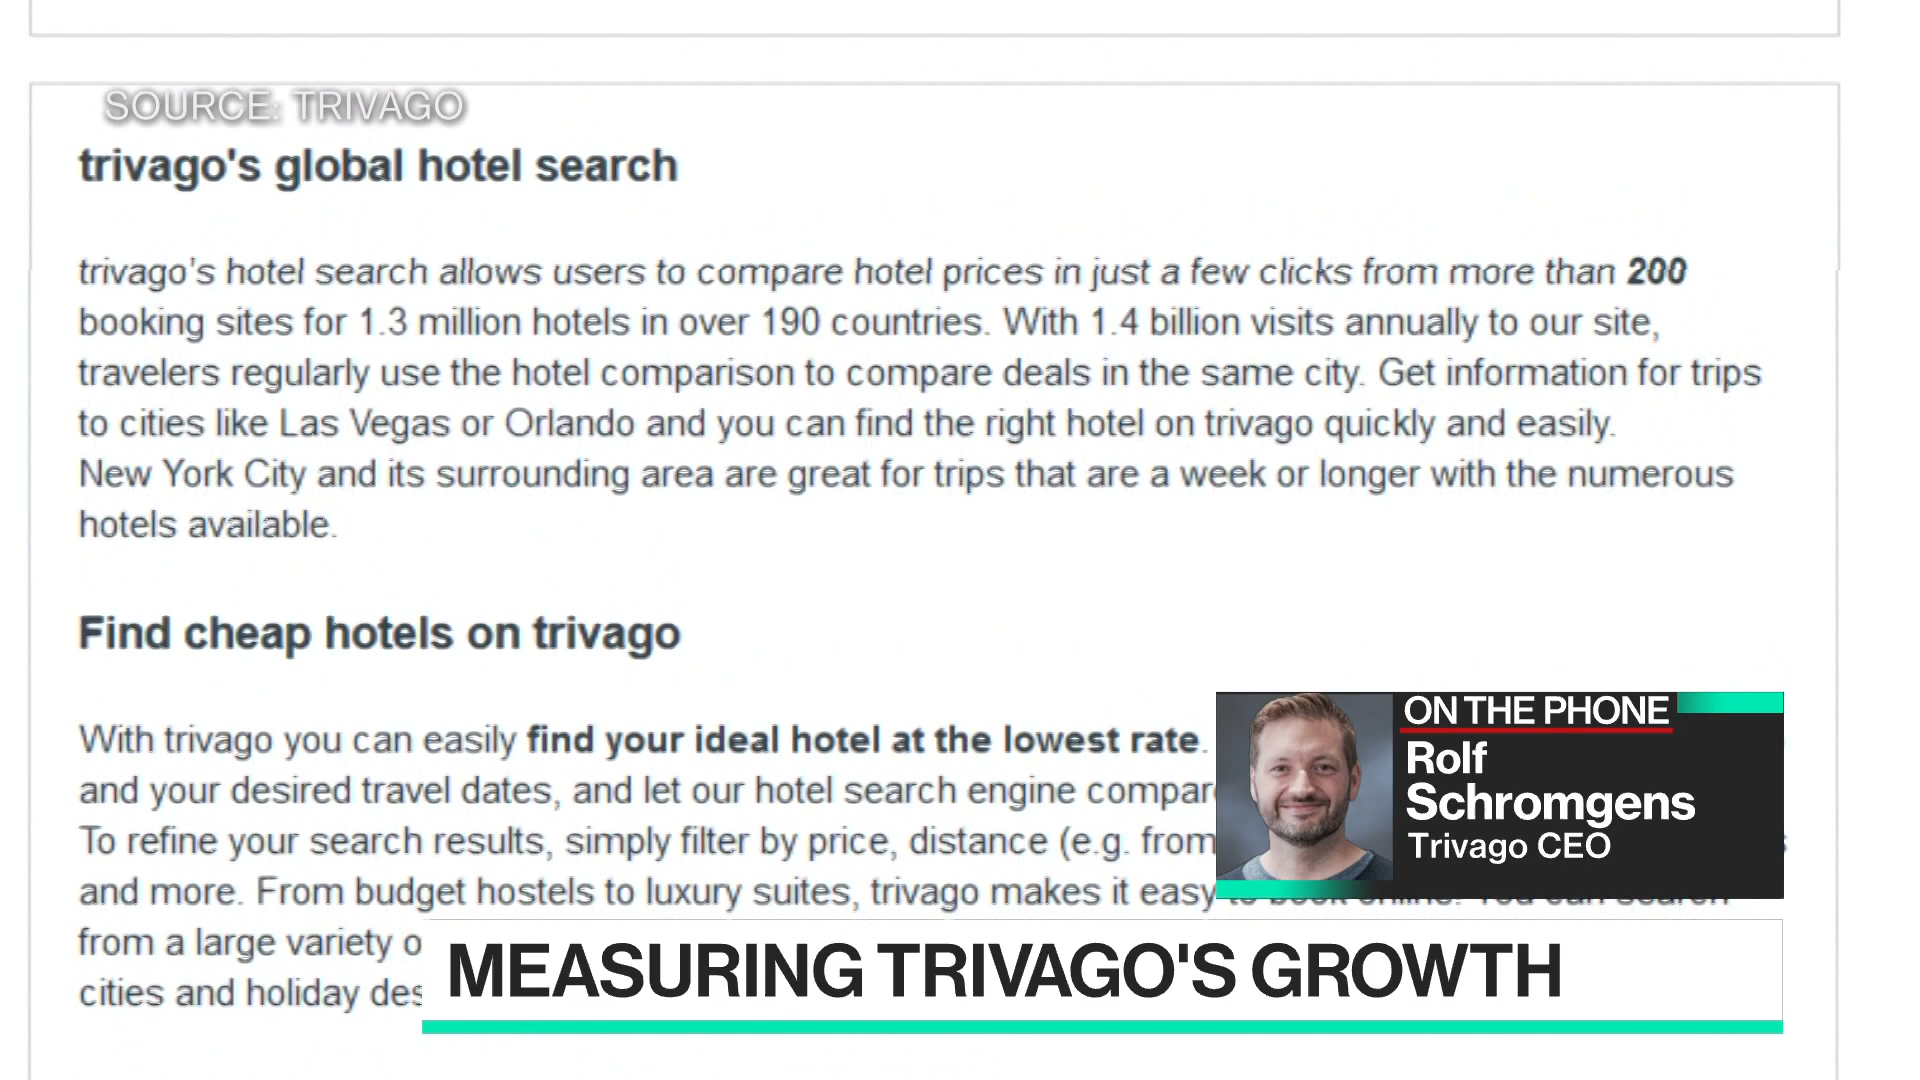 SOURCE: TRIVAGO
trivago's global hotel search
trivago's hotel search allows users to compare hotel prices in just a few clicks from more than 200
booking sites for 1.3 million hotels in over 190 countries. With 1.4 billion visits annually to our site,
travelers regularly use the hotel comparison to compare deals in the same city. Get information for trips
to cities like Las Vegas or Orlando and you can find the right hotel on trivago quickly and easily.
New York City and its surrounding area are great for trips that are a week or longer with the numerous
hotels available.
Find cheap hotels on trivago
With trivago you can easily find your ideal hotel at the lowest rate.
and your desired travel dates, and let our hotel search engine
To refine your search results, simply filter by price, distance (e.g. from
and more. From budget hostels to luxury suites, trivago makes it easy to book online. You can search
from a large variety
cities and holiday
ON THE PHONE
Rolf
Schromgens
Trivago CEO
MEASURING TRIVAGO'S GROWTH